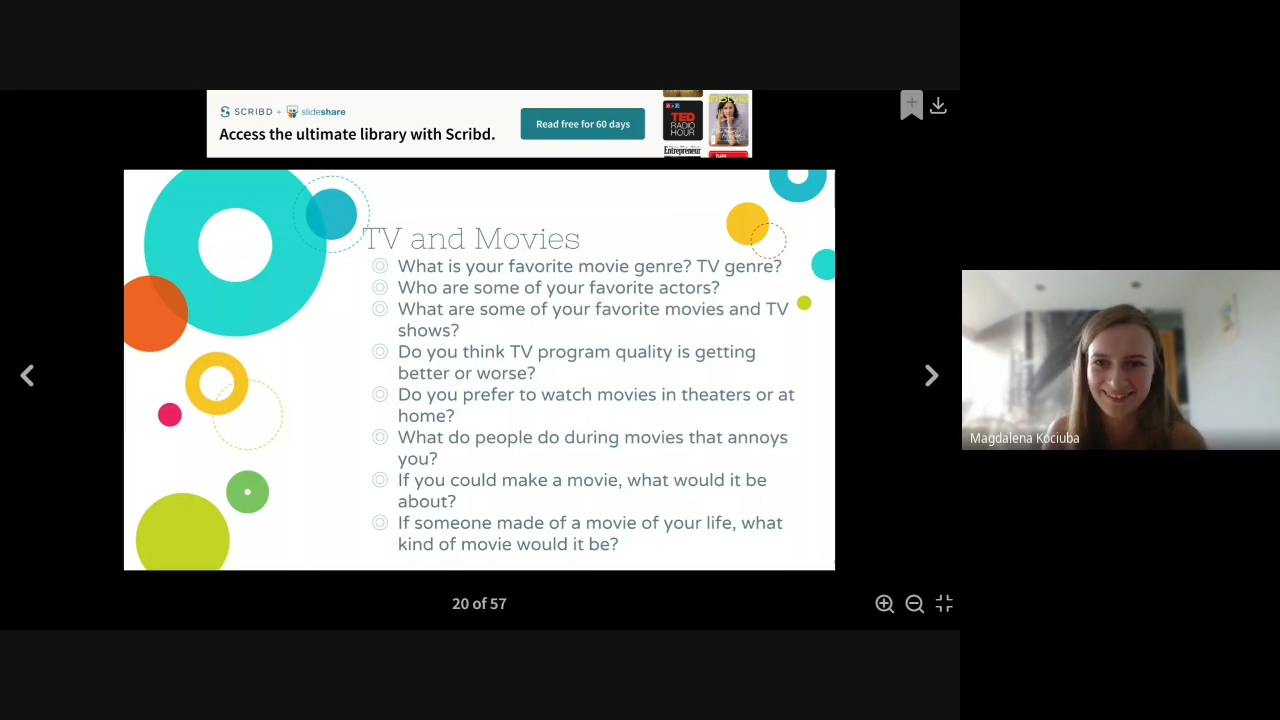 SCRIBD + slideshare
Access the ultimate library with Scribd.
Read free for 60 days
TED
RADIO
HOUR
InStyle
Entrepreneur
TV and Movies
What is your favorite movie genre? TV genre?
Who are some of your favorite actors?
What are some of your favorite movies and TV
shows?
Do you think TV program quality is getting
better or worse?
Do you prefer to watch movies in theaters or at
home?
What do people do during movies that annoys
you?
If you could make a movie, what would it be
about?
If someone made of a movie of your life, what
kind of movie would it be?
20 of 57
Magdalena Kociuba